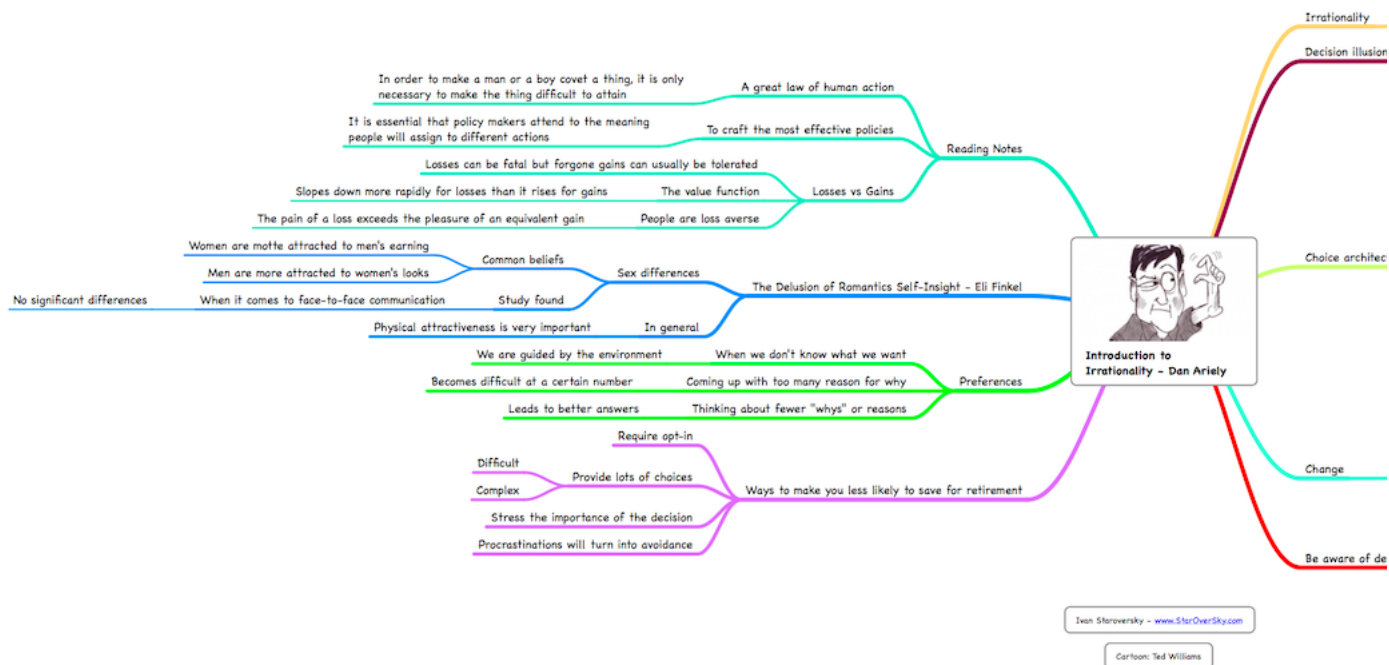 Irrationality
Decision illusion
In order to make a man or a boy covet a thing, it is only
necessary to make the thing difficult to attain
A great law of human action
It is essential that policy makers attend to the meaning
people will assign to different actions
To craft the most effective policies
Reading Notes
Losses can be fatal but forgone gains can usually be tolerated
Slopes down more rapidly for losses than it rises for gains
The value function
Losses vs Gains
The pain of a loss exceeds the pleasure of an equivalent gain
People are loss averse
Women are motte attracted to men's earning
Common beliefs
Men are more attracted to women's looks
Sex differences
No significant differences
When it comes to face-to-face communication
Study found
The Delusion of Romantics Self-Insight - Eli Finkel
Physical attractiveness is very important
In general
Choice architec
Introduction to
Irrationality - Dan Ariely
We are guided by the environment
When we don't know what we want
Becomes difficult at a certain number
Coming up with too many reason for why
Preferences
Leads to better answers
Thinking about fewer "whys" or reasons
Require opt-in
Difficult
Provide lots of choices
Complex
Ways to make you less likely to save for retirement
Stress the importance of the decision
Procrastinations will turn into avoidance
Change
Be aware of de
Ivan Staroversky - www.StarOverSky.com
Cartoon: Ted Williams